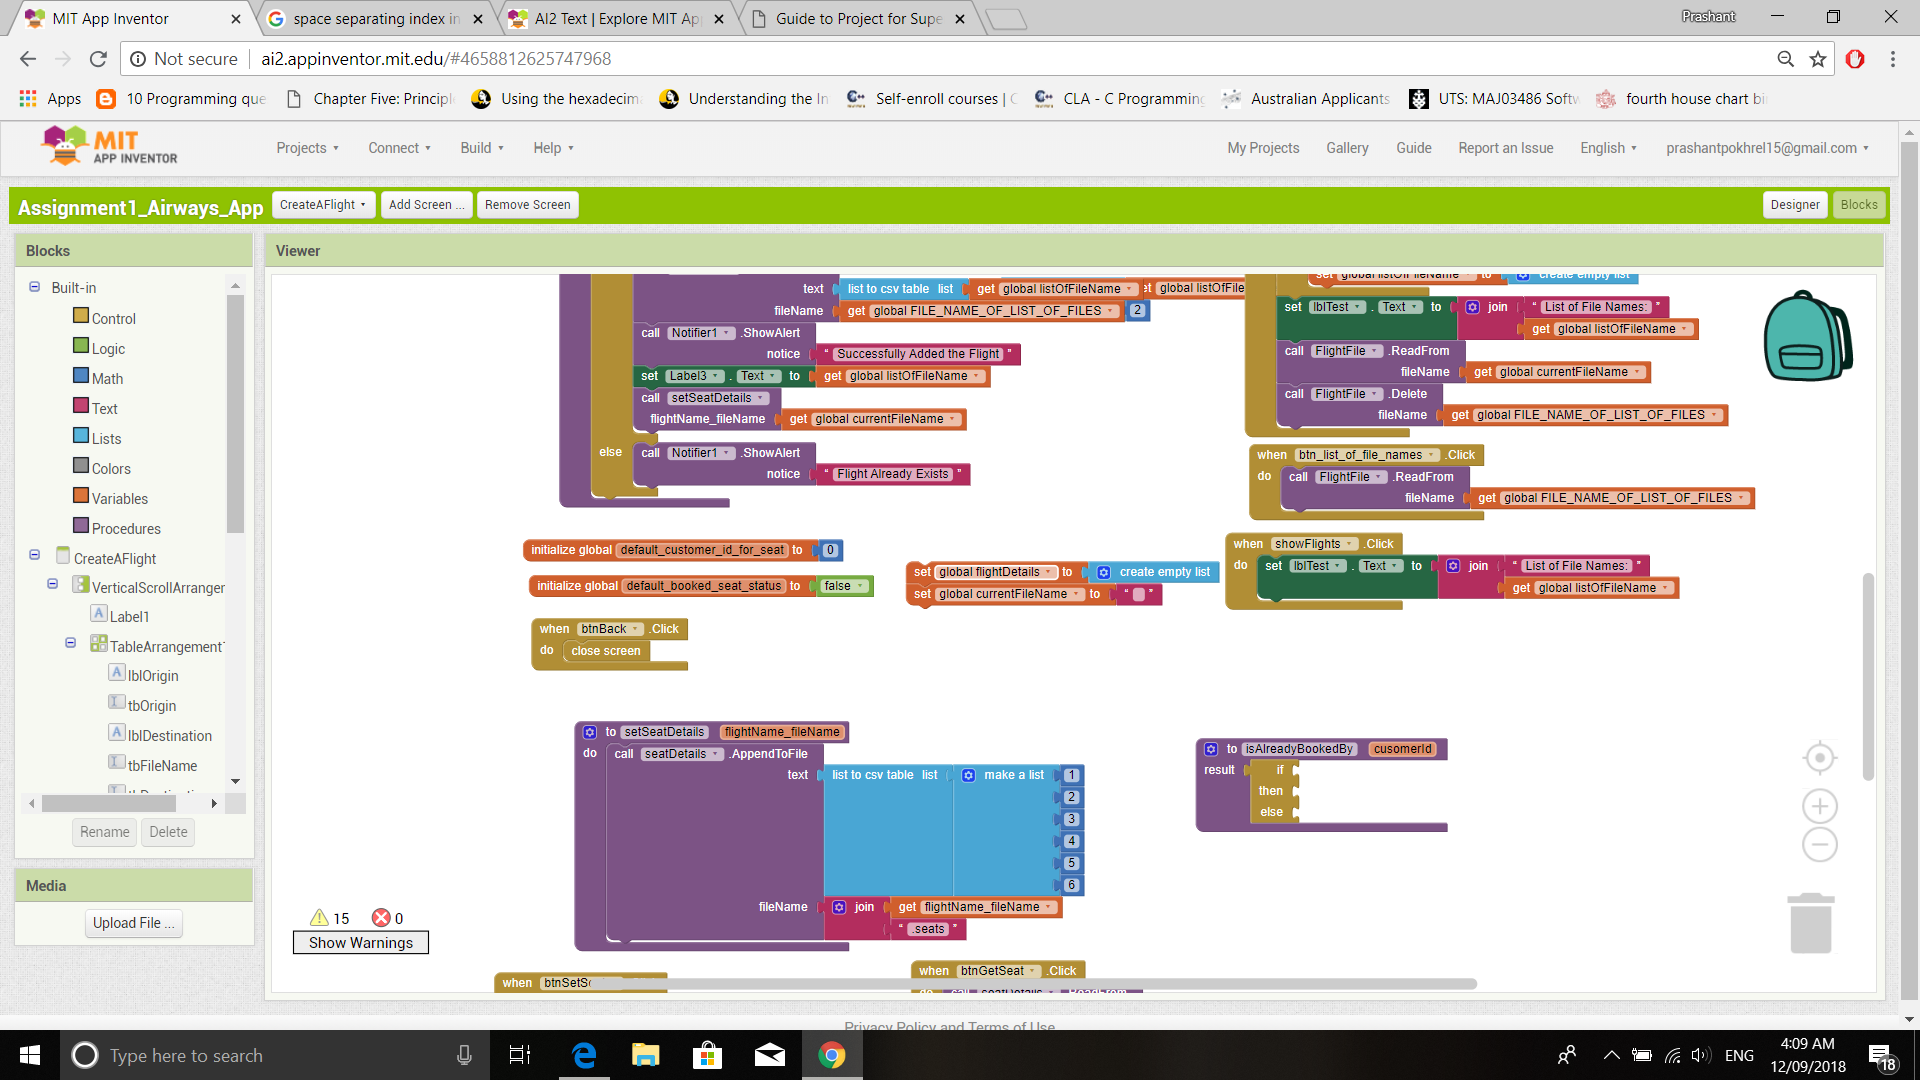 MIT App Inventor
space separating index in
AI2 Text | Explore MIT Ap
Guide to Project for Supe
Prashant
Not secure
ai2.appinventor.mit.edu/#4658812625747968
Apps
10 Programming que
Chapter Five: Principl
Using the hexadecim
Understanding the In
Self-enroll courses | C
CLA - C Programming
Australian Applicants
UTS: MAJ03486 Softw
fourth house chart bi
MIT
APP INVENTOR
Projects
Connect
Build
Help
My Projects
Gallery
Guide
Report an Issue
English
prashantpokhrel15@gmail.com
Assignment1_Airways_App
CreateAFlight
Add Screen ...
Remove Screen
Designer
Blocks
Blocks
Built-in
Control
Logic
Math
Text
Lists
Colors
Variables
Procedures
CreateAFlight
VerticalScrollArranger
Label1
TableArrangement
lblOrigin
tbOrigin
lblDestination
tbFileName
tbDestination
Rename
Delete
Media
Upload File ...
Viewer
text list to csv table list get global listOfFileName et global listOfFile
fileName get global FILE_NAME_OF_LIST_OF_FILES 2
call Notifier1 .ShowAlert
notice " Successfully Added the Flight "
set Label3 . Text to get global listOfFileName
call setSeatDetails
flightName_fileName get global currentFileName
else call Notifier1 .ShowAlert
notice " Flight Already Exists "
set global listOfFileName to create empty list
set lblTest . Text to join " List of File Names: "
get global listOfFileName
call FlightFile .ReadFrom
fileName get global currentFileName
call FlightFile .Delete
fileName get global FILE_NAME_OF_LIST_OF_FILES
when btn_list_of_file_names .Click
do call FlightFile .ReadFrom
fileName get global FILE_NAME_OF_LIST_OF_FILES
initialize global default_customer_id_for_seat to 0
initialize global default_booked_seat_status to false
set global flightDetails to create empty list
set global currentFileName to " "
when showFlights .Click
do set lblTest . Text to join " List of File Names: "
get global listOfFileName
when btnBack .Click
do close screen
to setSeatDetails flightName_fileName
do call seatDetails .AppendToFile
text list to csv table list make a list 1
2
3
4
5
6
fileName join get flightName_fileName
" .seats "
to isAlreadyBookedBy cusomerId
result if
then
else
15 0
Show Warnings
when btnSetSe
when btnGetSeat .Click
do call seatDetails .ReadFrom
Privacy Policy and Terms of Use
Type here to search
ENG
4:09 AM
12/09/2018
18